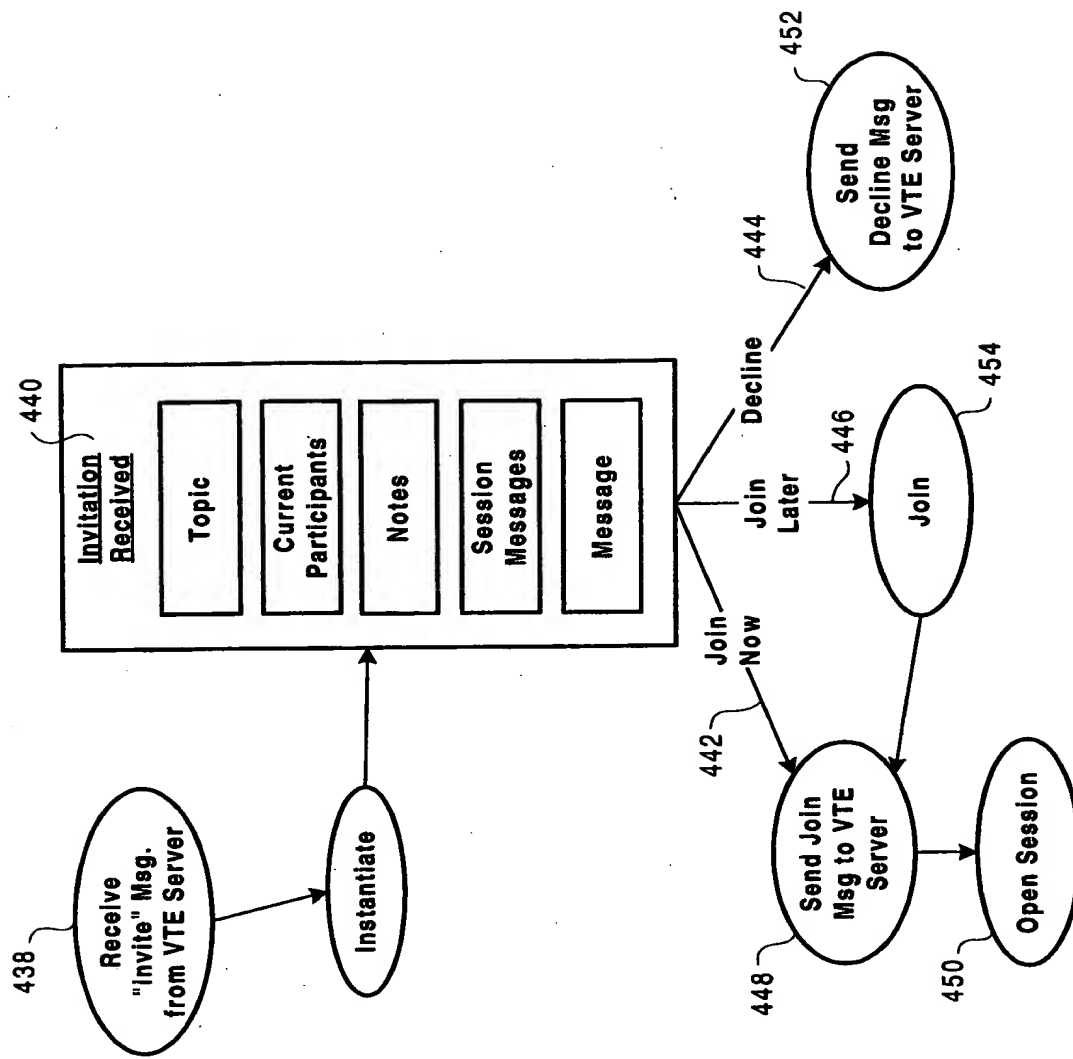 438
Receive
"Invite" Msg.
from VTE Server
Instantiate
440
Invitation
Received
Topic
Current
Participants
Notes
Session
Messages
Message
442
Join
Now
Join
Later
446
Decline
444
448
Send Join
Msg to VTE
Server
450
Open Session
Join
454
Send
Decline Msg
to VTE Server
452